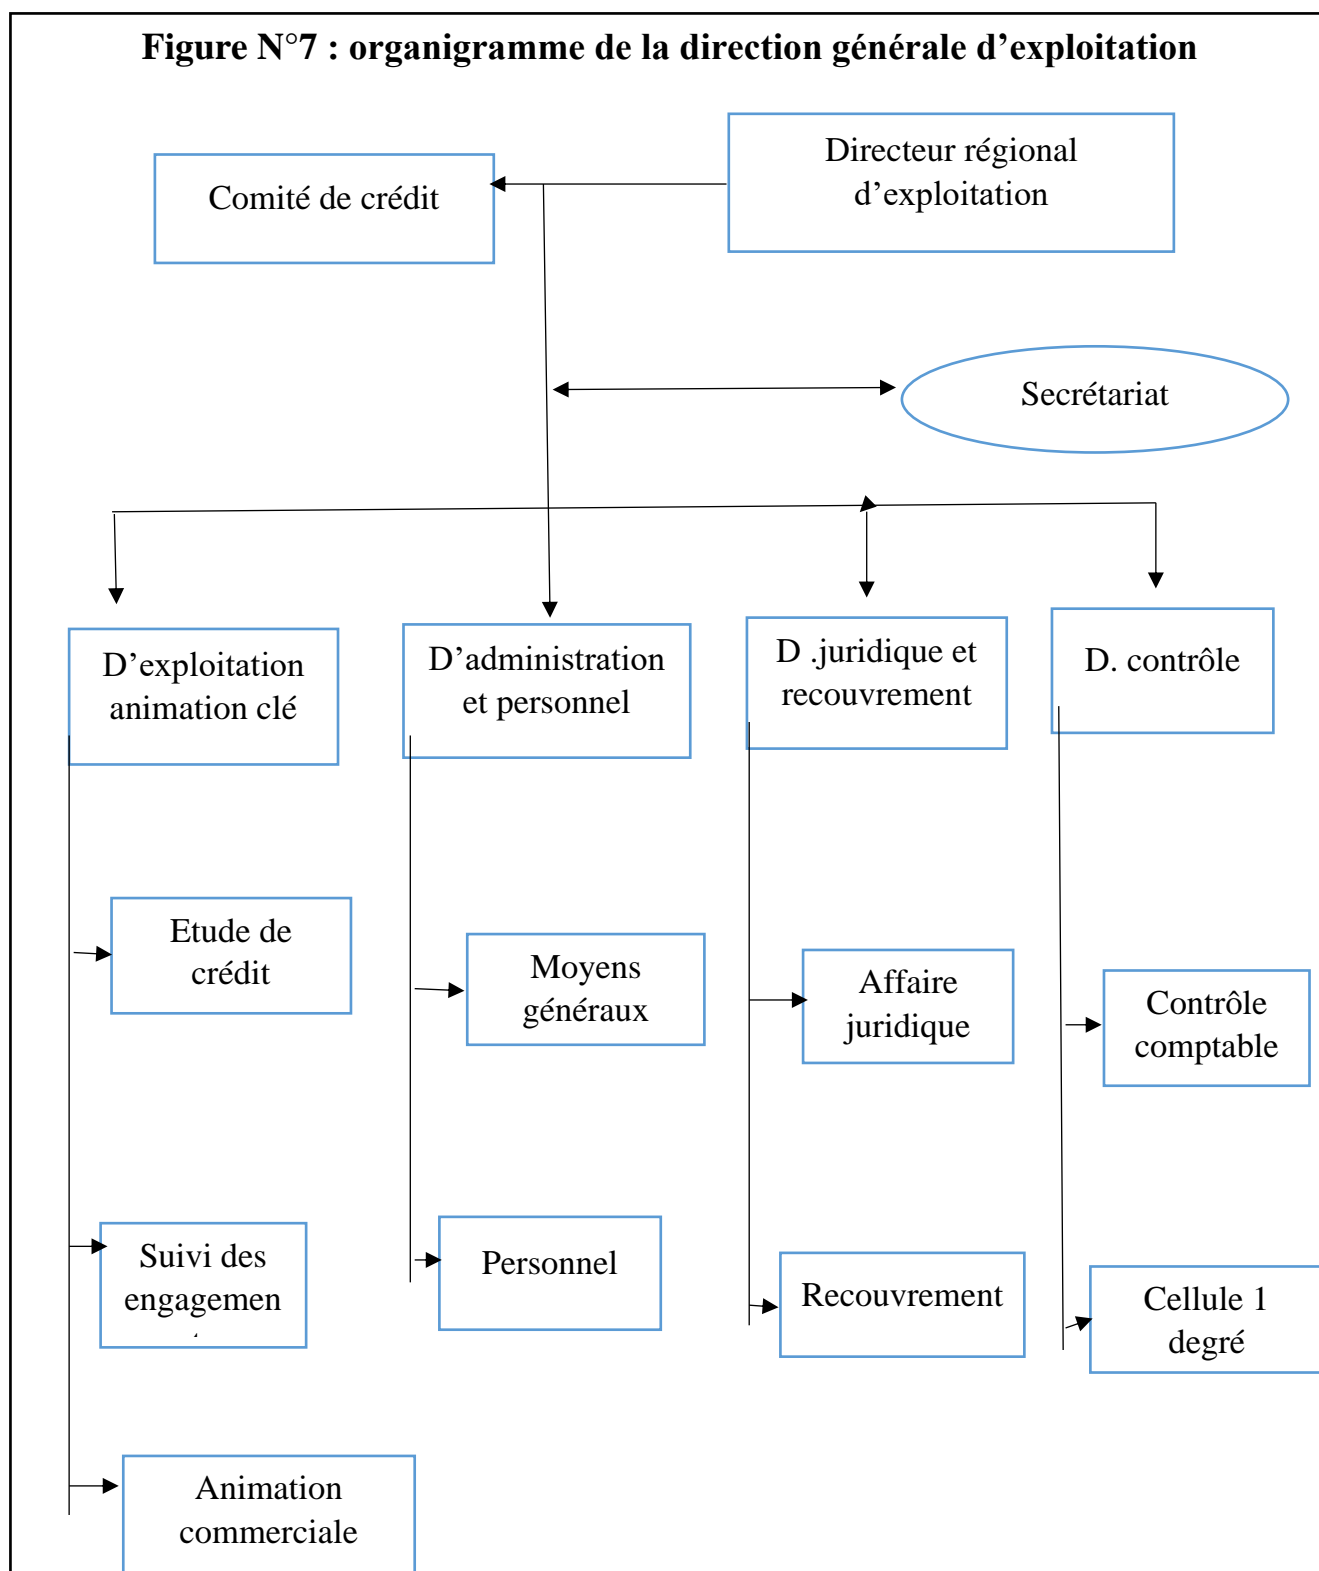 Figure N°7 : organigramme de la direction générale d’exploitation
Comité de crédit
Directeur régional
d’exploitation
Secrétariat
D’exploitation
animation clé
D’administration
et personnel
D .juridique et
recouvrement
D. contrôle
Etude de
crédit
Moyens
généraux
Affaire
juridique
Contrôle
comptable
Suivi des
engagemen
Personnel
Recouvrement
Cellule 1
degré
Animation
commerciale